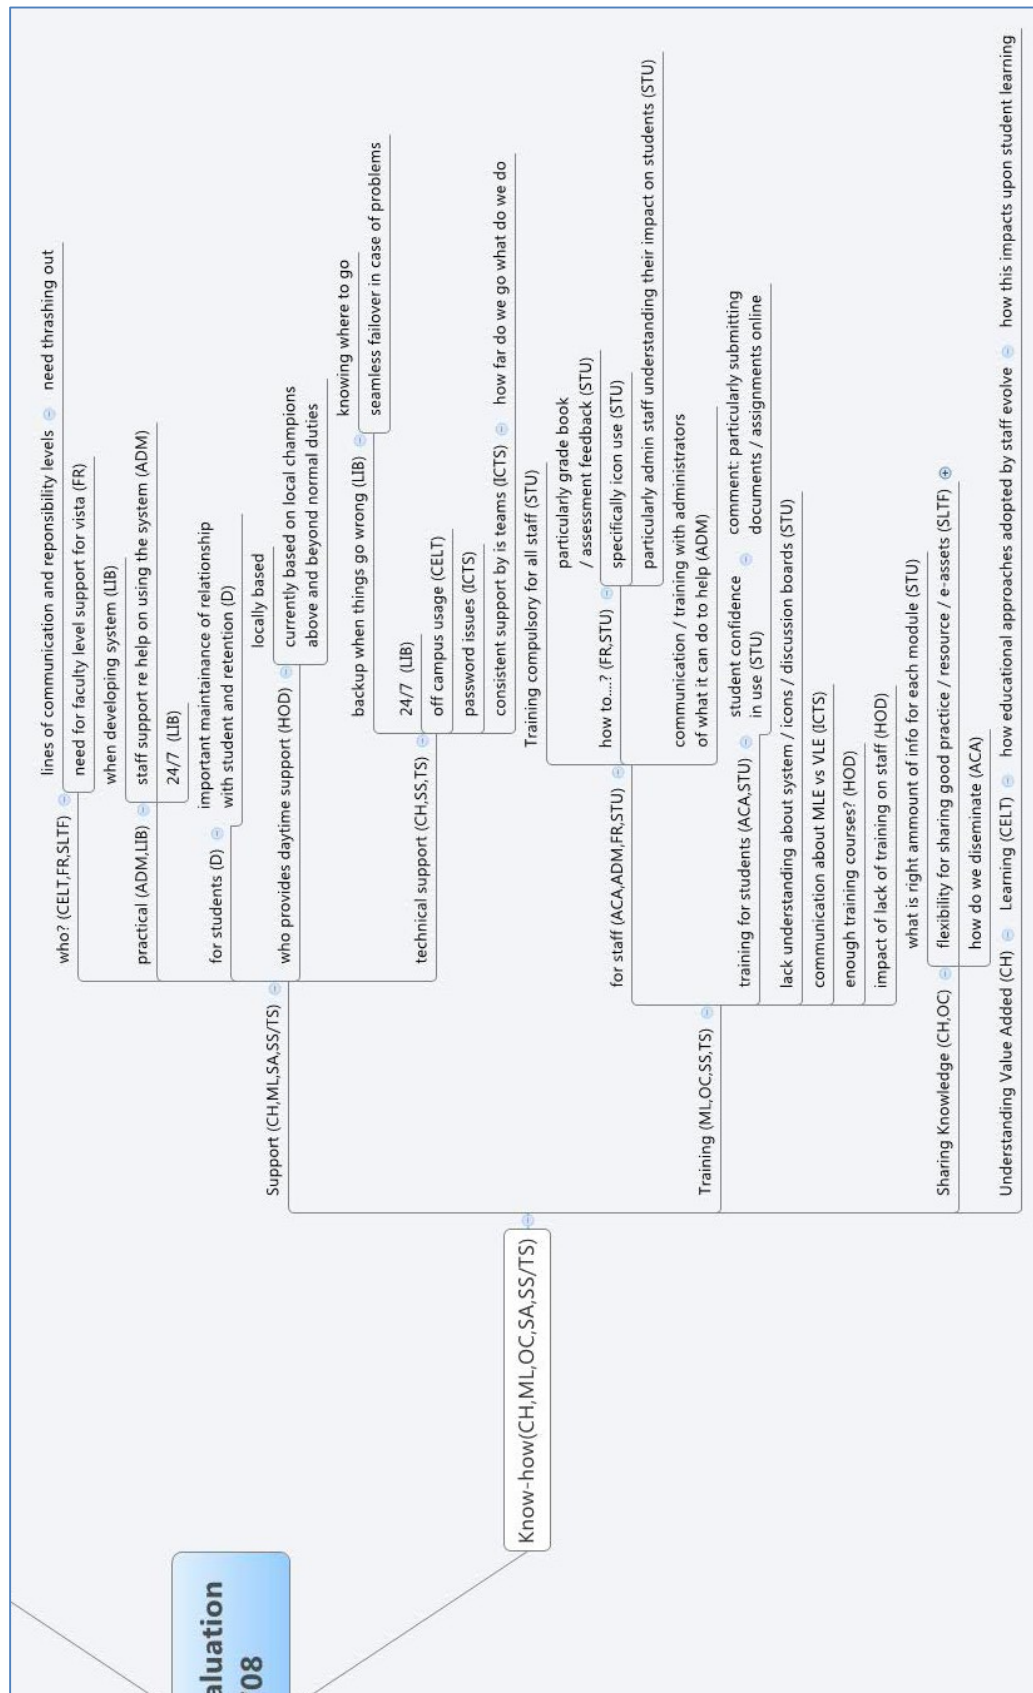 aluation
08
Know-how(CH,ML,OC,SA,SS/TS)
Support (CH,ML,SA,SS/TS)
who? (CELT,FR,SLTF)
lines of communication and reponsibility levels
need thrashing out
need for faculty level support for vista (FR)
practical (ADM,LIB)
when developing system (LIB)
staff support re help on using the system (ADM)
24/7 (LIB)
for students (D)
important maintainance of relationship
with student and retention (D)
who provides daytime support (HOD)
locally based
currently based on local champions
above and beyond normal duties
technical support (CH,SS,TS)
backup when things go wrong (LIB)
knowing where to go
seamless failover in case of problems
24/7 (LIB)
off campus usage (CELT)
password issues (ICTS)
consistent support by is teams (ICTS)
how far do we go what do we do
Training (ML,OC,SS,TS)
for staff (ACA,ADM,FR,STU)
Training compulsory for all staff (STU)
how to....? (FR,STU)
particularly grade book
/ assessment feedback (STU)
specifically icon use (STU)
particularly admin staff understanding their impact on students (STU)
communication / training with administrators
of what it can do to help (ADM)
training for students (ACA,STU)
student confidence
in use (STU)
comment: particularly submitting
documents / assignments online
lack understanding about system / icons / discussion boards (STU)
communication about MLE vs VLE (ICTS)
enough training courses? (HOD)
impact of lack of training on staff (HOD)
Sharing Knowledge (CH,OC)
what is right ammount of info for each module (STU)
flexibility for sharing good practice / resource / e-assets (SLTF)
how do we diseminate (ACA)
Understanding Value Added (CH)
Learning (CELT)
how educational approaches adopted by staff evolve
how this impacts upon student learning